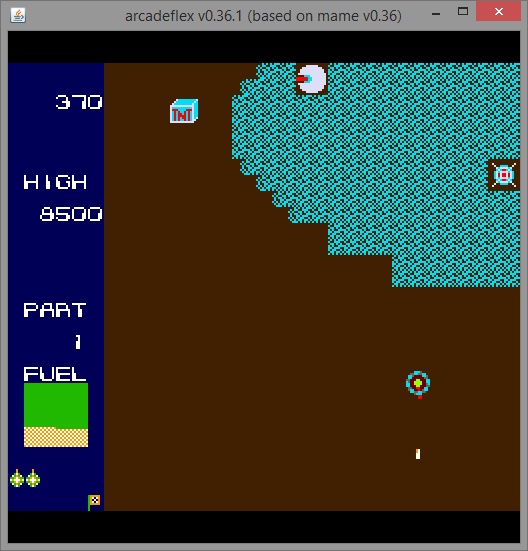 arcadeflex v0.36.1 (based on mame v0.36)
370
TNT
HIGH
8500
PART
1
FUEL